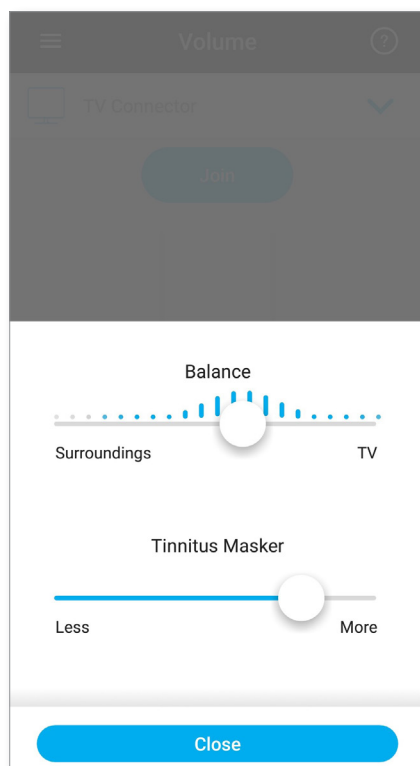 Volume
?
TV Connector
Join
Balance
Surroundings TV
Tinnitus Masker
Less More
Close